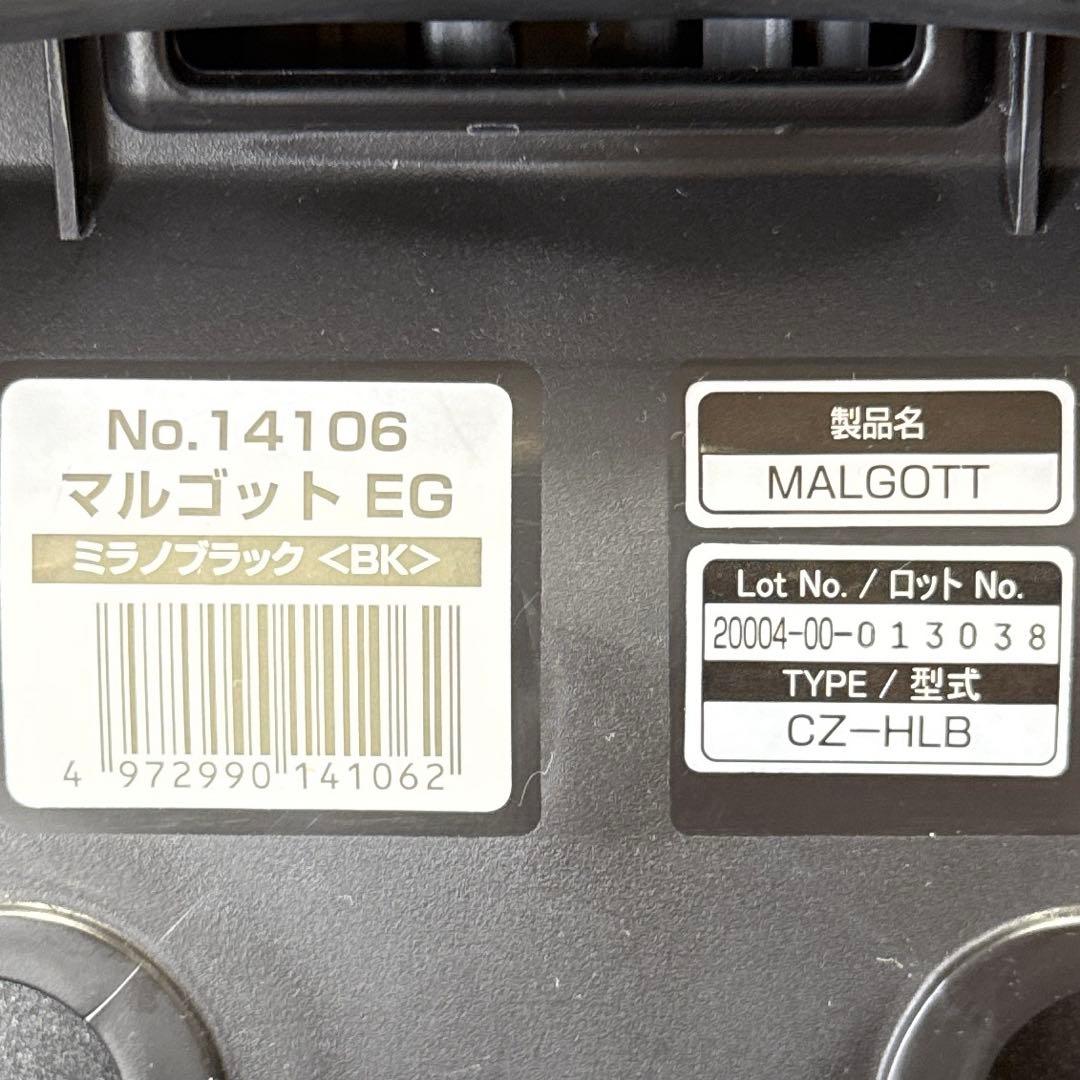 No.14106
マルゴット EG
ミラノブラック <BK>
4 972990 141062
製品名
MALGOTT
Lot No. / ロット No.
20004-00-013038
TYPE / 型式
CZ-HLB